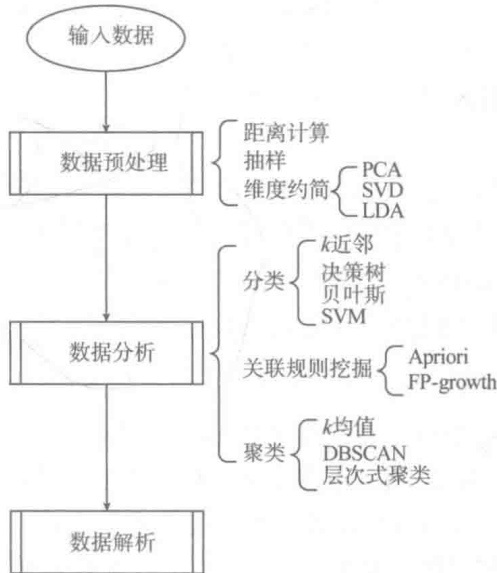 输入数据
数据预处理
距离计算
抽样
维度约简
PCA
SVD
LDA
数据分析
分类
k近邻
决策树
贝叶斯
SVM
关联规则挖掘
Apriori
FP-growth
聚类
k均值
DBSCAN
层次式聚类
数据解析